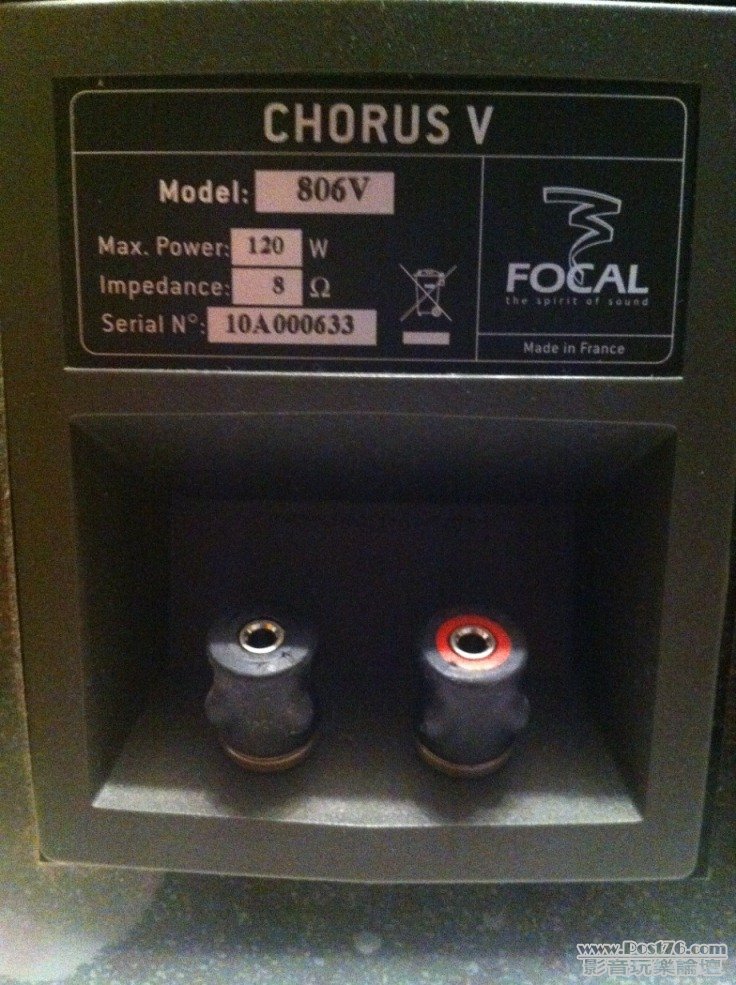 CHORUS V
Model: 806V
Max. Power: 120 W
Impedance: 8 Ω
Serial N°: 10A000633
FOCAL
the spirit of sound
Made in France
www.Post76.com
影音玩樂論壇